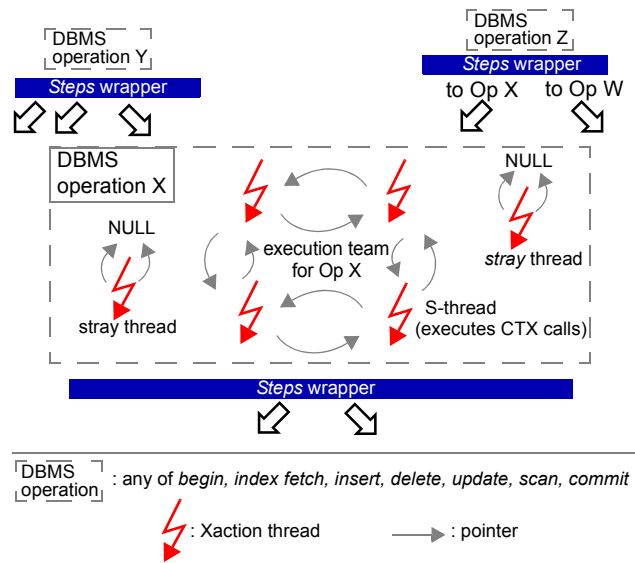 DBMS
operation Y
Steps wrapper
DBMS
operation Z
Steps wrapper
to Op X
to Op W
DBMS
operation X
NULL
stray thread
execution team
for Op X
NULL
stray thread
S-thread
(executes CTX calls)
Steps wrapper
DBMS
operation
: any of begin, index fetch, insert, delete, update, scan, commit
: Xaction thread
: pointer